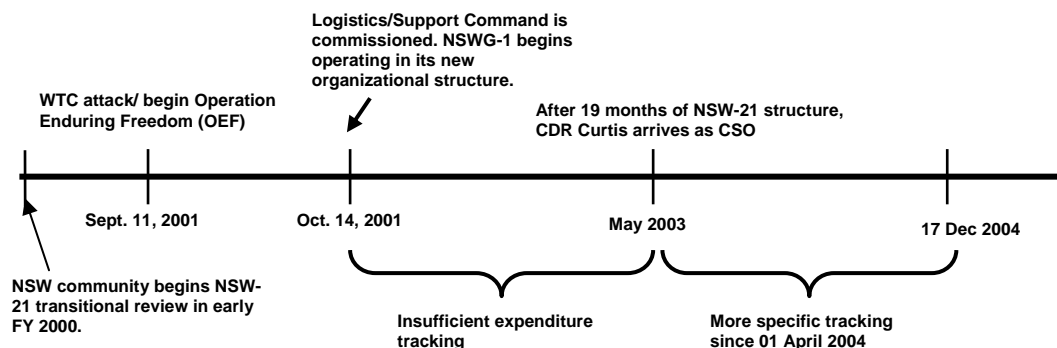 Logistics/Support Command is
commissioned. NSWG-1 begins
operating in its new
organizational structure.
WTC attack/ begin Operation
Enduring Freedom (OEF)
After 19 months of NSW-21 structure,
CDR Curtis arrives as CSO
Sept. 11, 2001
Oct. 14, 2001
May 2003
17 Dec 2004
NSW community begins NSW-
21 transitional review in early
FY 2000.
Insufficient expenditure
tracking
More specific tracking
since 01 April 2004